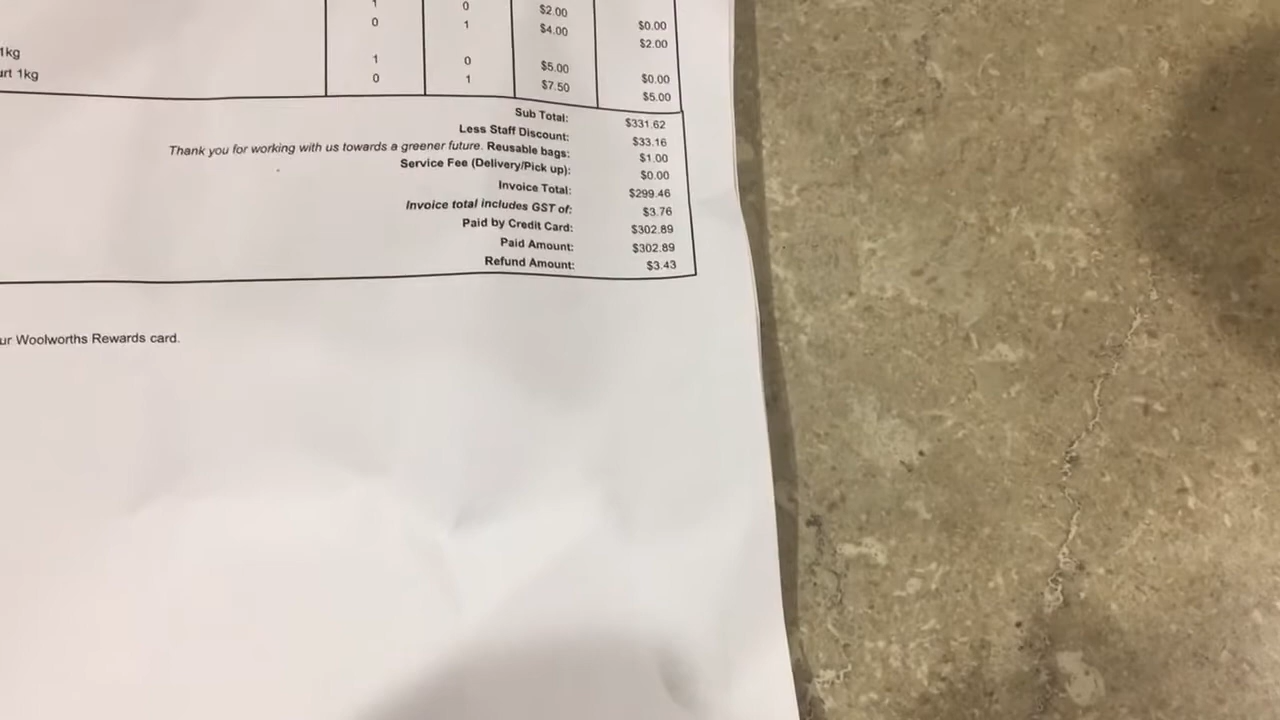 1 0 $2.00 $0.00
0 1 $4.00 $2.00
1kg 1 0 $5.00 $0.00
urt 1kg 0 1 $7.50 $5.00
Sub Total: $331.62
Less Staff Discount: $33.16
Thank you for working with us towards a greener future. Reusable bags: $1.00
Service Fee (Delivery/Pick up): $0.00
Invoice Total: $299.46
Invoice total includes GST of: $3.76
Paid by Credit Card: $302.89
Paid Amount: $302.89
Refund Amount: $3.43
ur Woolworths Rewards card.